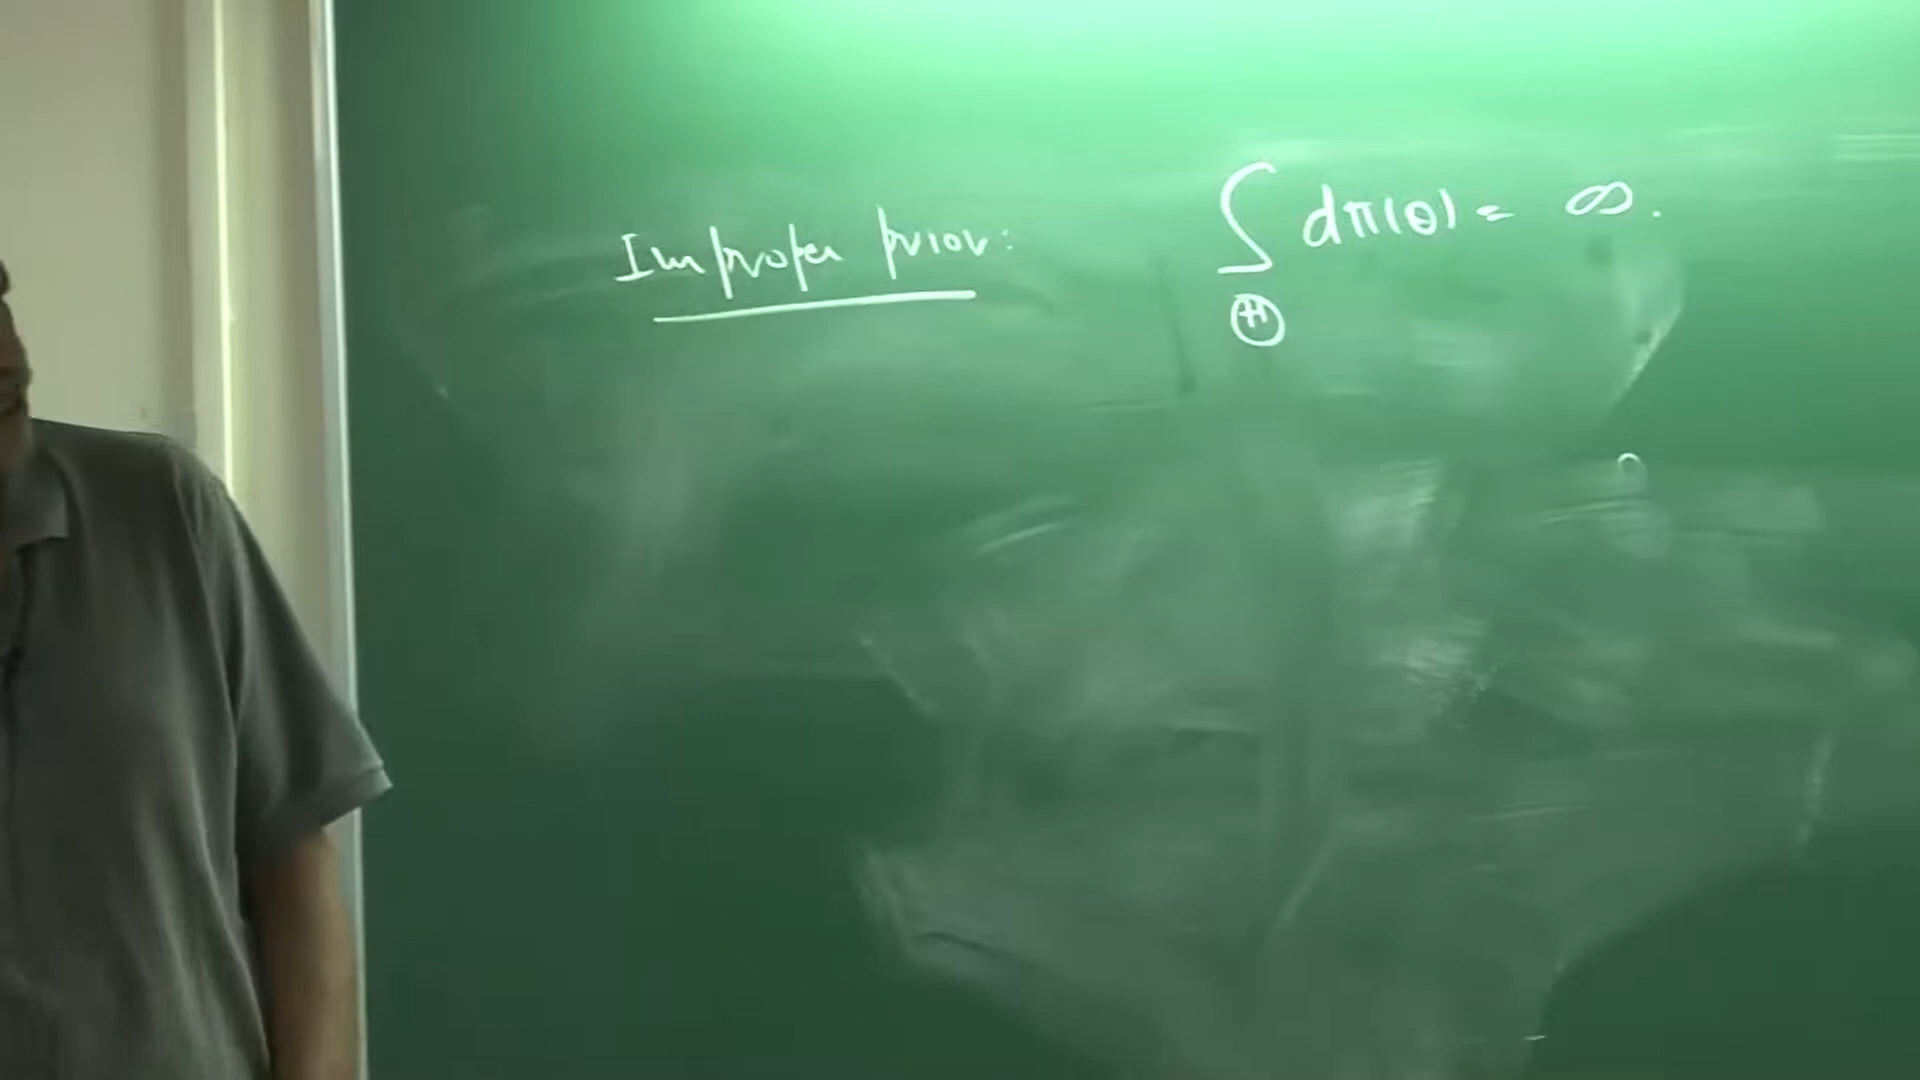 Improper prior: ∫_Θ dπ(θ) = ∞.